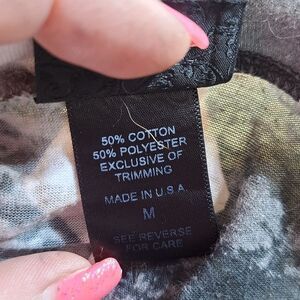 50% COTTON
50% POLYESTER
EXCLUSIVE OF
TRIMMING
MADE IN U.S.A
M
SEE REVERSE
FOR CARE